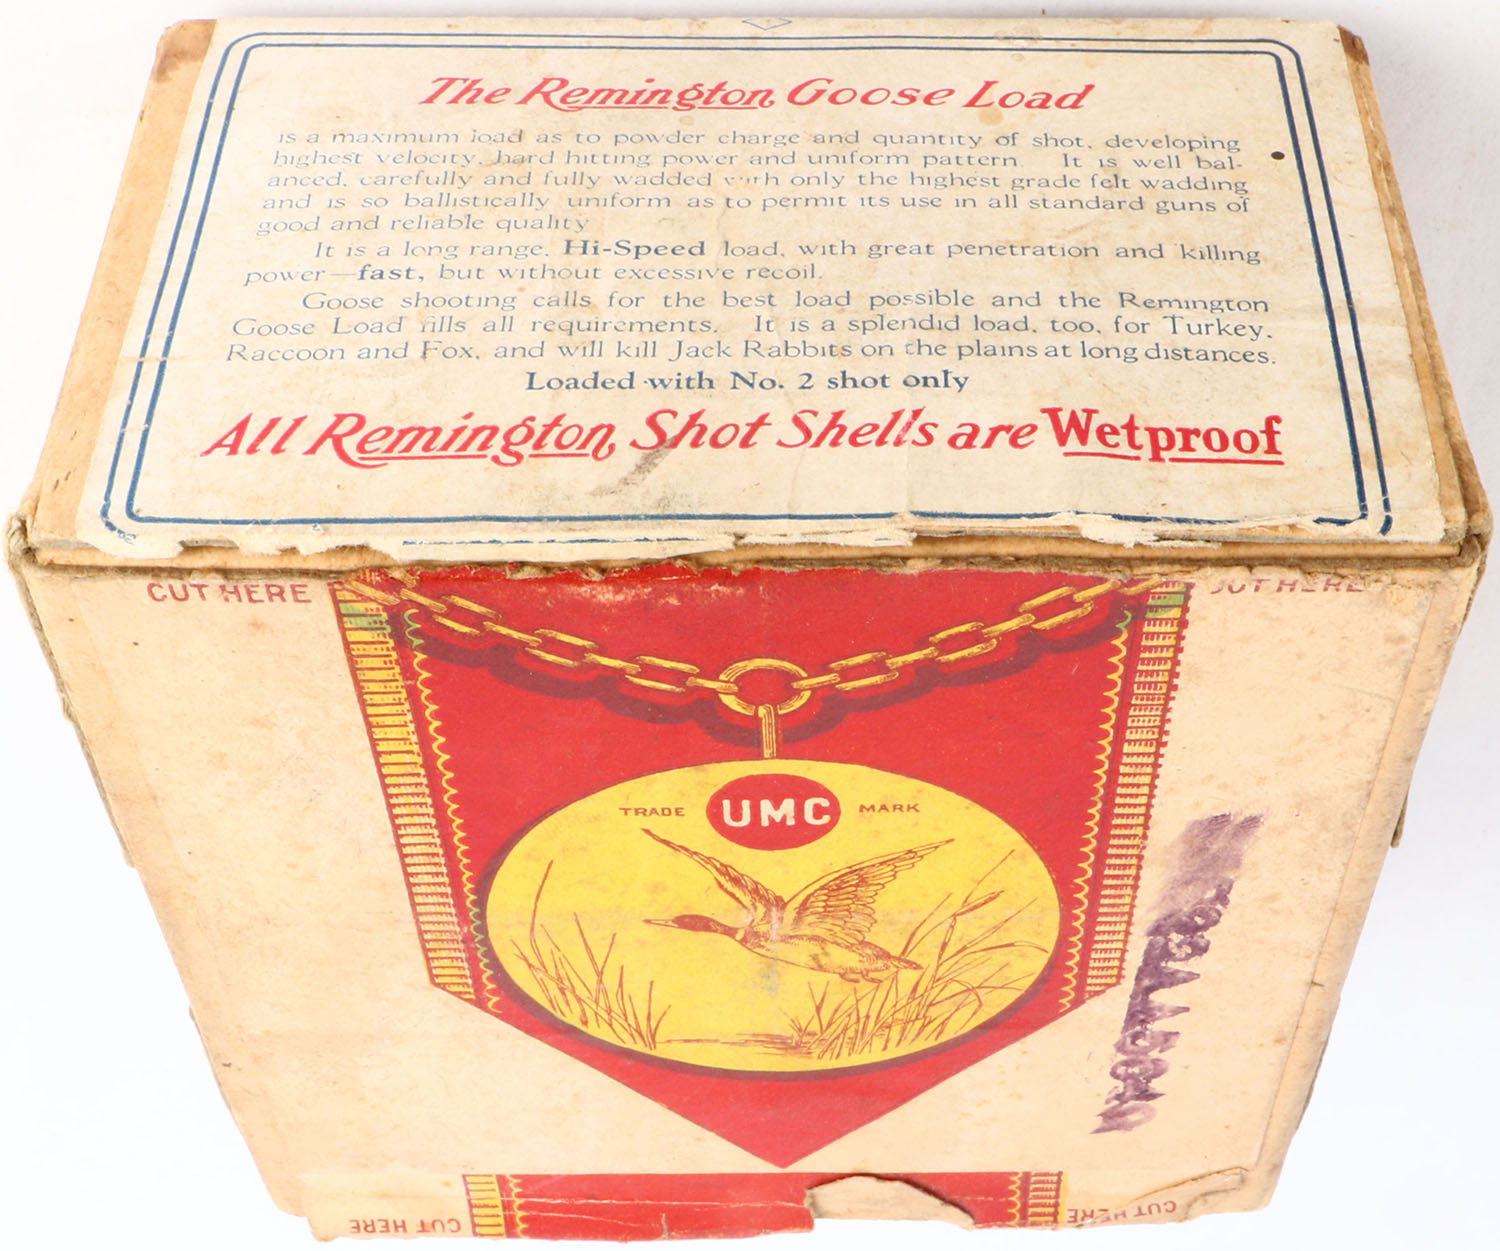 The Remington Goose Load
is a maximum load as to powder charge and quantity of shot, developing
highest velocity, hard hitting power and uniform pattern. It is well bal-
anced, carefully and fully wadded with only the highest grade felt wadding
and is so ballistically uniform as to permit its use in all standard guns of
good and reliable quality
It is a long range, Hi-Speed load, with great penetration and killing
power—fast, but without excessive recoil.
Goose shooting calls for the best load possible and the Remington
Goose Load fills all requirements. It is a splendid load, too, for Turkey,
Raccoon and Fox, and will kill Jack Rabbits on the plains at long distances.
Loaded with No. 2 shot only
All Remington Shot Shells are Wetproof
CUT HERE
CUT HERE
TRADE UMC MARK
CUT HERE
CUT HERE